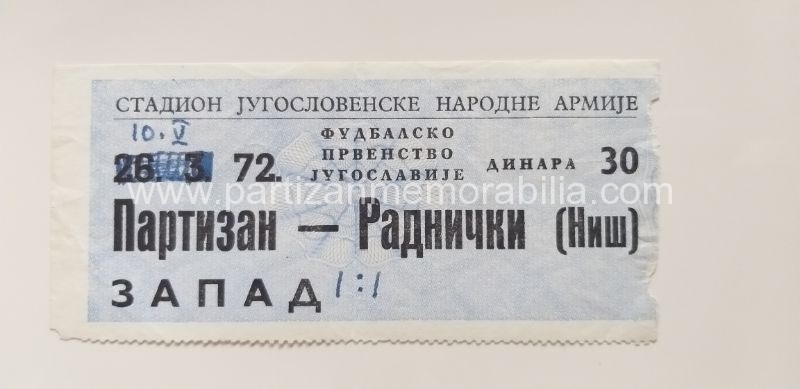 СТАДИОН ЈУГОСЛОВЕНСКЕ НАРОДНЕ АРМИЈЕ
10. V
26. 3. 72.
ФУДБАЛСКО
ПРВЕНСТВО
ЈУГОСЛАВИЈЕ
ДИНАРА 30
www.partizanmemorabilia.com
Партизан — Раднички (Ниш)
ЗАПАД 1:1